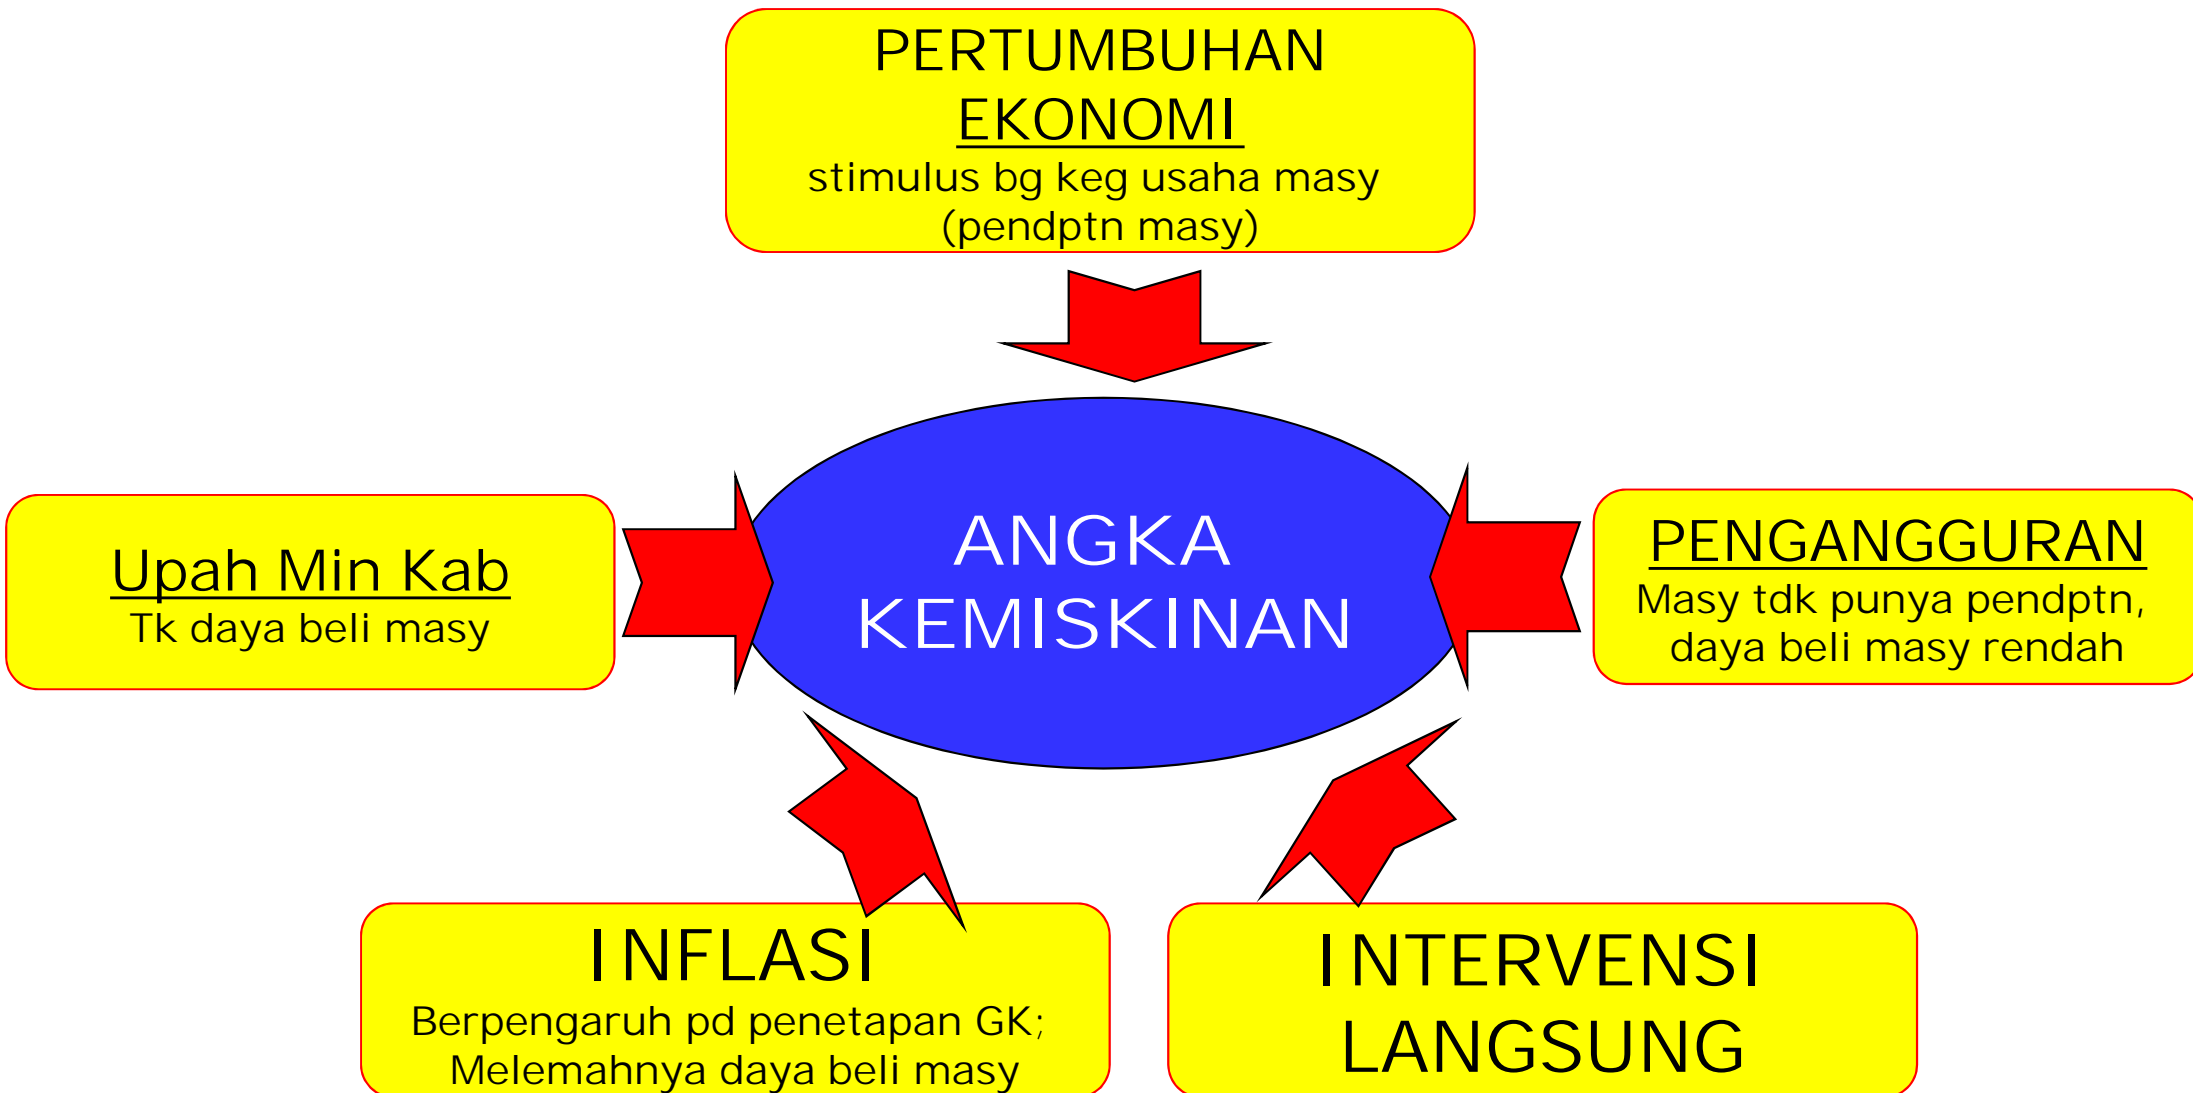 PERTUMBUHAN
EKONOMI
stimulus bg keg usaha masy
(pendptn masy)
ANGKA
KEMISKINAN
Upah Min Kab
Tk daya beli masy
PENGANGGURAN
Masy tdk punya pendptn,
daya beli masy rendah
INFLASI
Berpengaruh pd penetapan GK;
Melemahnya daya beli masy
INTERVENSI
LANGSUNG